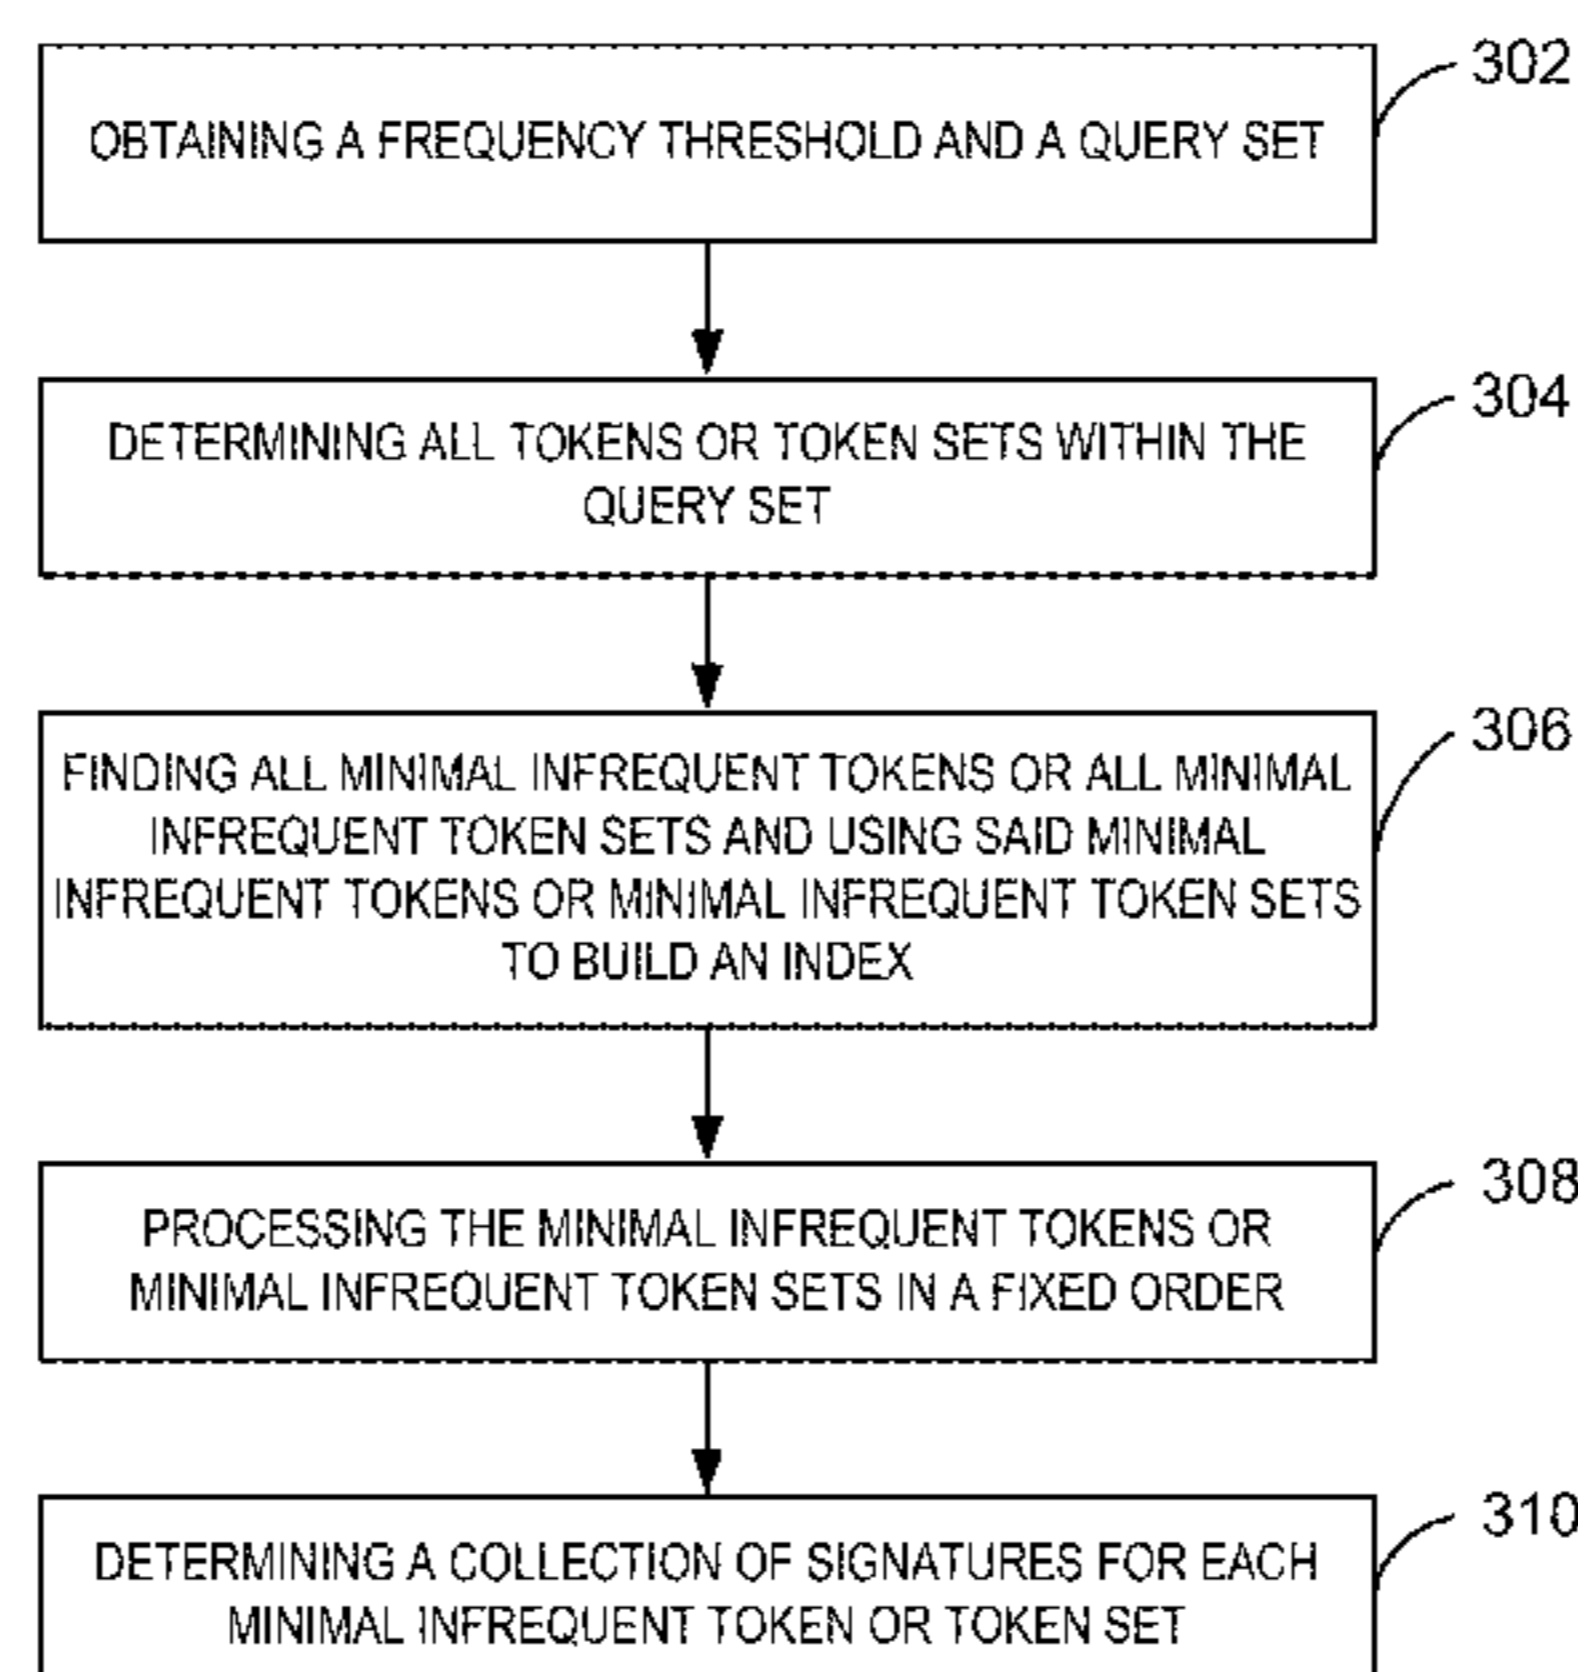 302
OBTAINING A FREQUENCY THRESHOLD AND A QUERY SET
304
DETERMINING ALL TOKENS OR TOKEN SETS WITHIN THE
QUERY SET
306
FINDING ALL MINIMAL INFREQUENT TOKENS OR ALL MINIMAL
INFREQUENT TOKEN SETS AND USING SAID MINIMAL
INFREQUENT TOKENS OR MINIMAL INFREQUENT TOKEN SETS
TO BUILD AN INDEX
308
PROCESSING THE MINIMAL INFREQUENT TOKENS OR
MINIMAL INFREQUENT TOKEN SETS IN A FIXED ORDER
310
DETERMINING A COLLECTION OF SIGNATURES FOR EACH
MINIMAL INFREQUENT TOKEN OR TOKEN SET